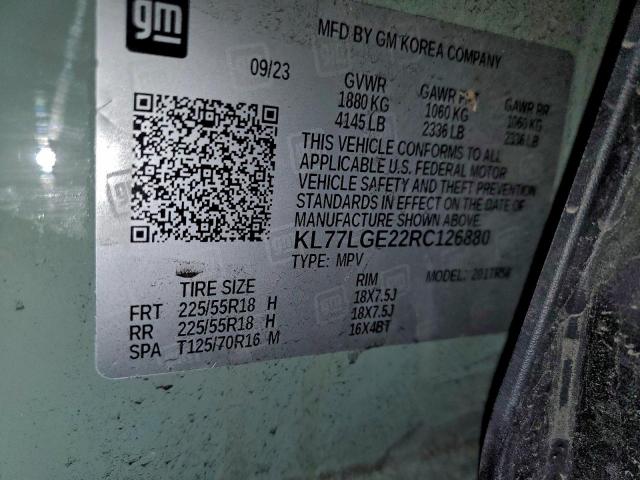 gm
MFD BY GM KOREA COMPANY
09/23 GVWR GAWR FRT GAWR RR
1880 KG 1060 KG 1060 KG
4145 LB 2336 LB 2336 LB
THIS VEHICLE CONFORMS TO ALL
APPLICABLE U.S. FEDERAL MOTOR
VEHICLE SAFETY AND THEFT PREVENTION
STANDARDS IN EFFECT ON THE DATE OF
MANUFACTURE SHOWN ABOVE.
KL77LGE22RC126880
TYPE: MPV MODEL:
TIRE SIZE RIM
FRT 225/55R18 H 18X7.5J
RR 225/55R18 H 18X7.5J
SPA T125/70R16 M 16X4BT